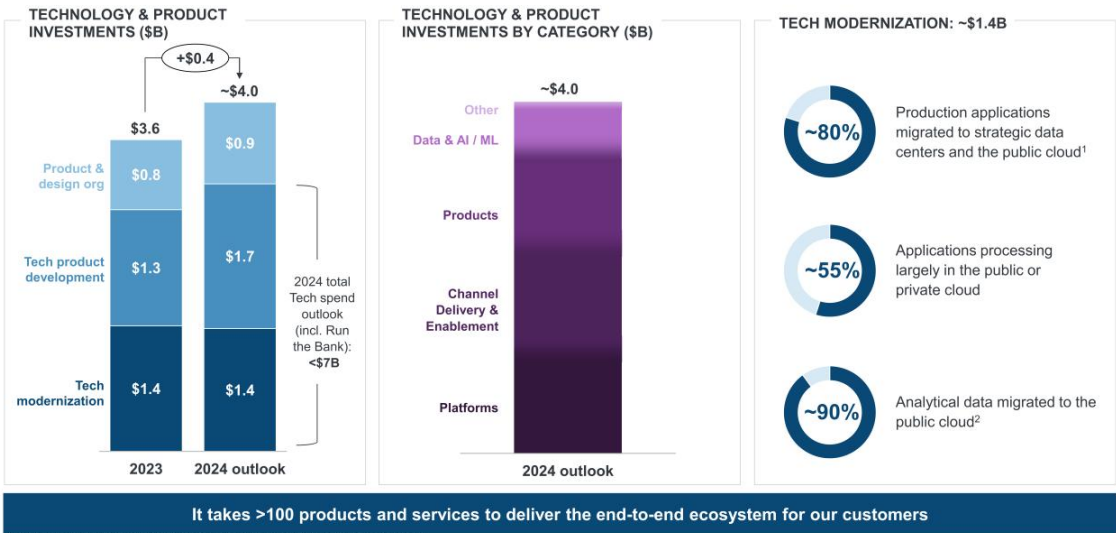 TECHNOLOGY & PRODUCT
INVESTMENTS ($B)
+$0.4
~$4.0
$3.6
Product &
design org
$0.8
$0.9
Tech product
development
$1.3
$1.7
Tech
modernization
$1.4
$1.4
2024 total
Tech spend
outlook
(incl. Run
the Bank):
<$7B
2023
2024 outlook
TECHNOLOGY & PRODUCT
INVESTMENTS BY CATEGORY ($B)
~$4.0
Other
Data & AI / ML
Products
Channel
Delivery &
Enablement
Platforms
2024 outlook
TECH MODERNIZATION: ~$1.4B
~80%
Production applications
migrated to strategic data
centers and the public cloud¹
~55%
Applications processing
largely in the public or
private cloud
~90%
Analytical data migrated to the
public cloud²
It takes >100 products and services to deliver the end-to-end ecosystem for our customers